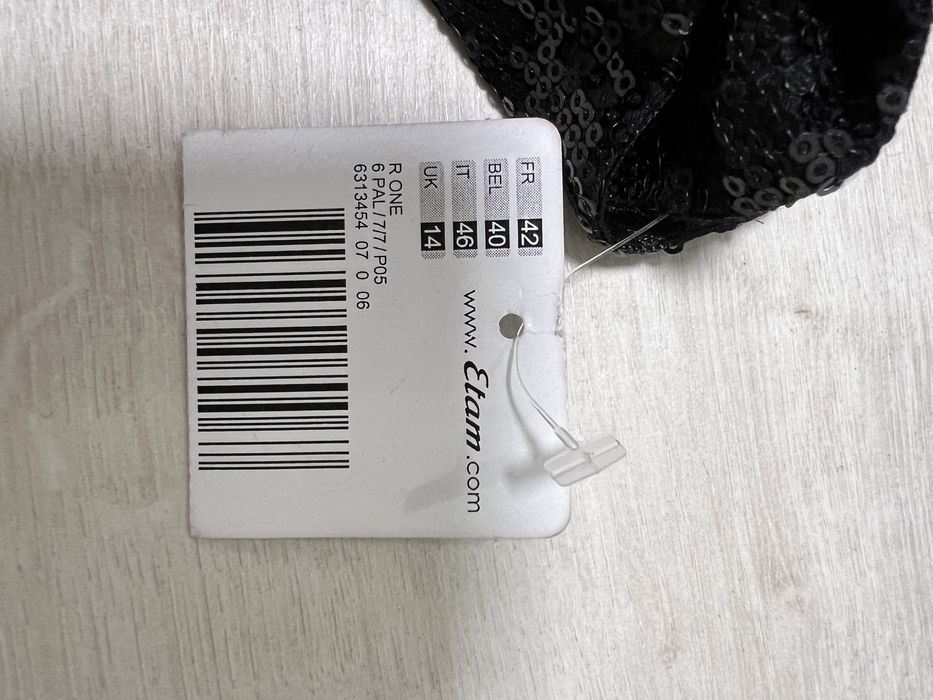 FR 42
BEL 40
IT 46
UK 14
www.Etam.com
R ONE
6 PAL/7/7/P05
6313454 07 0 06